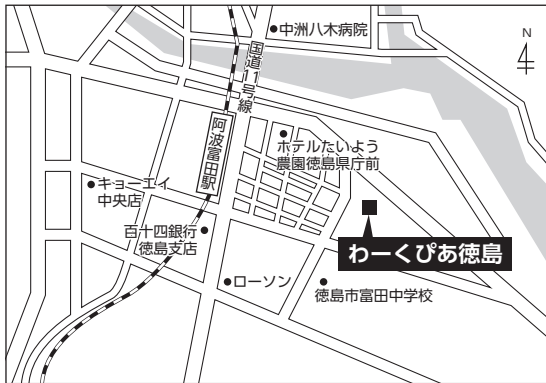 中洲八木病院
N
4
国道11号線
阿波富田駅
ホテルたいよう
農園徳島県庁前
キョーエイ
中央店
百十四銀行
徳島支店
わーくぴあ徳島
ローソン
徳島市富田中学校